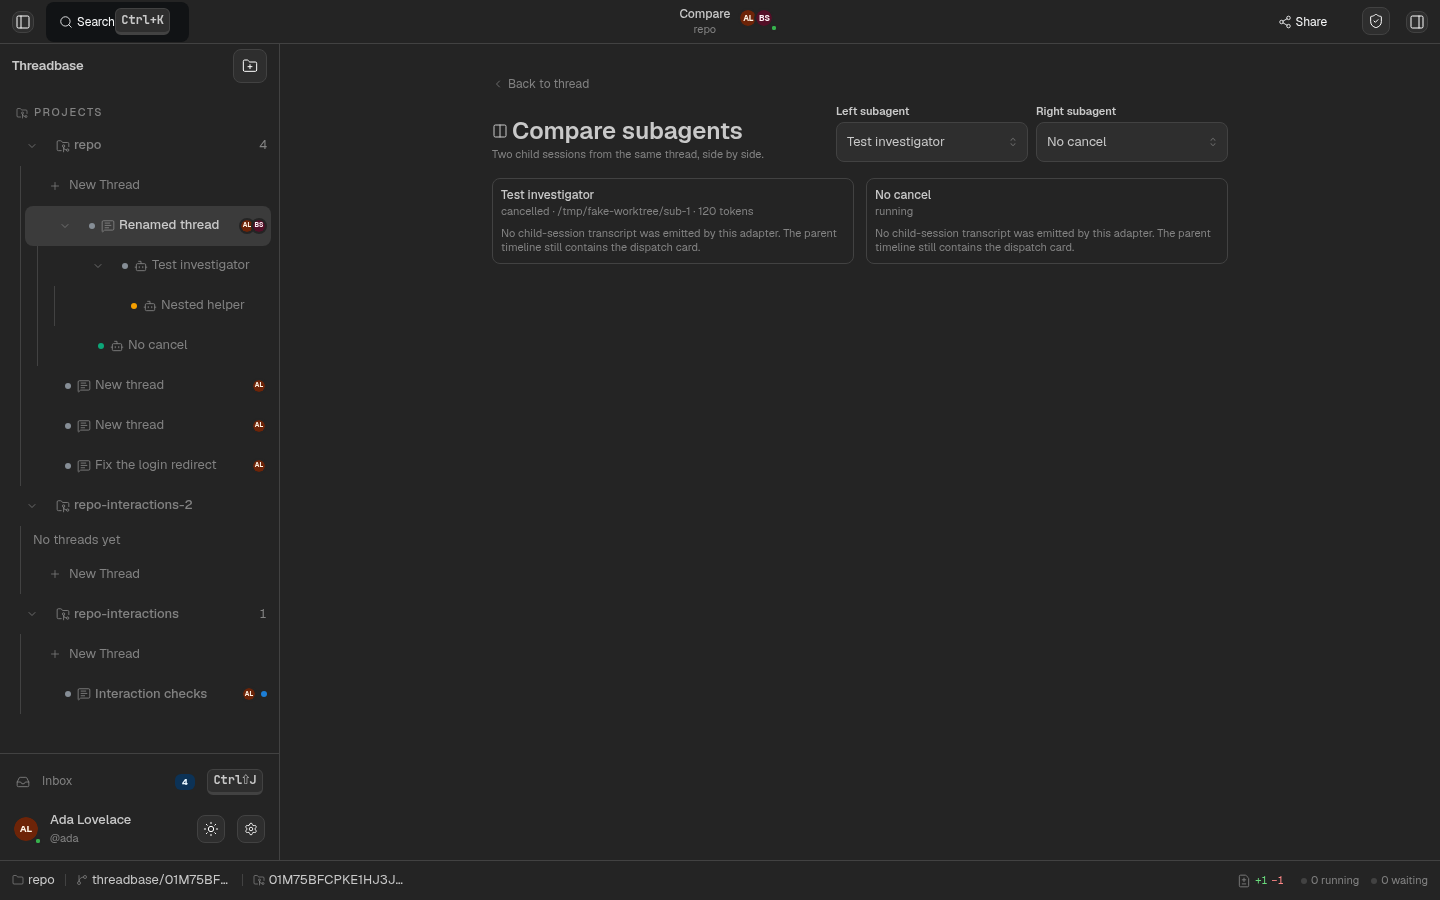 Search Ctrl+K
Compare
repo
AL BS
Share
Threadbase
PROJECTS
repo 4
New Thread
Renamed thread AL BS
Test investigator
Nested helper
No cancel
New thread AL
New thread AL
Fix the login redirect AL
repo-interactions-2
No threads yet
New Thread
repo-interactions 1
New Thread
Interaction checks AL
Inbox 4 Ctrl⇧J
AL Ada Lovelace
@ada
Back to thread
Compare subagents
Two child sessions from the same thread, side by side.
Left subagent
Test investigator
Right subagent
No cancel
Test investigator
cancelled · /tmp/fake-worktree/sub-1 · 120 tokens
No child-session transcript was emitted by this adapter. The parent
timeline still contains the dispatch card.
No cancel
running
No child-session transcript was emitted by this adapter. The parent
timeline still contains the dispatch card.
repo threadbase/01M75BF… 01M75BFCPKE1HJ3J… +1 −1 0 running 0 waiting